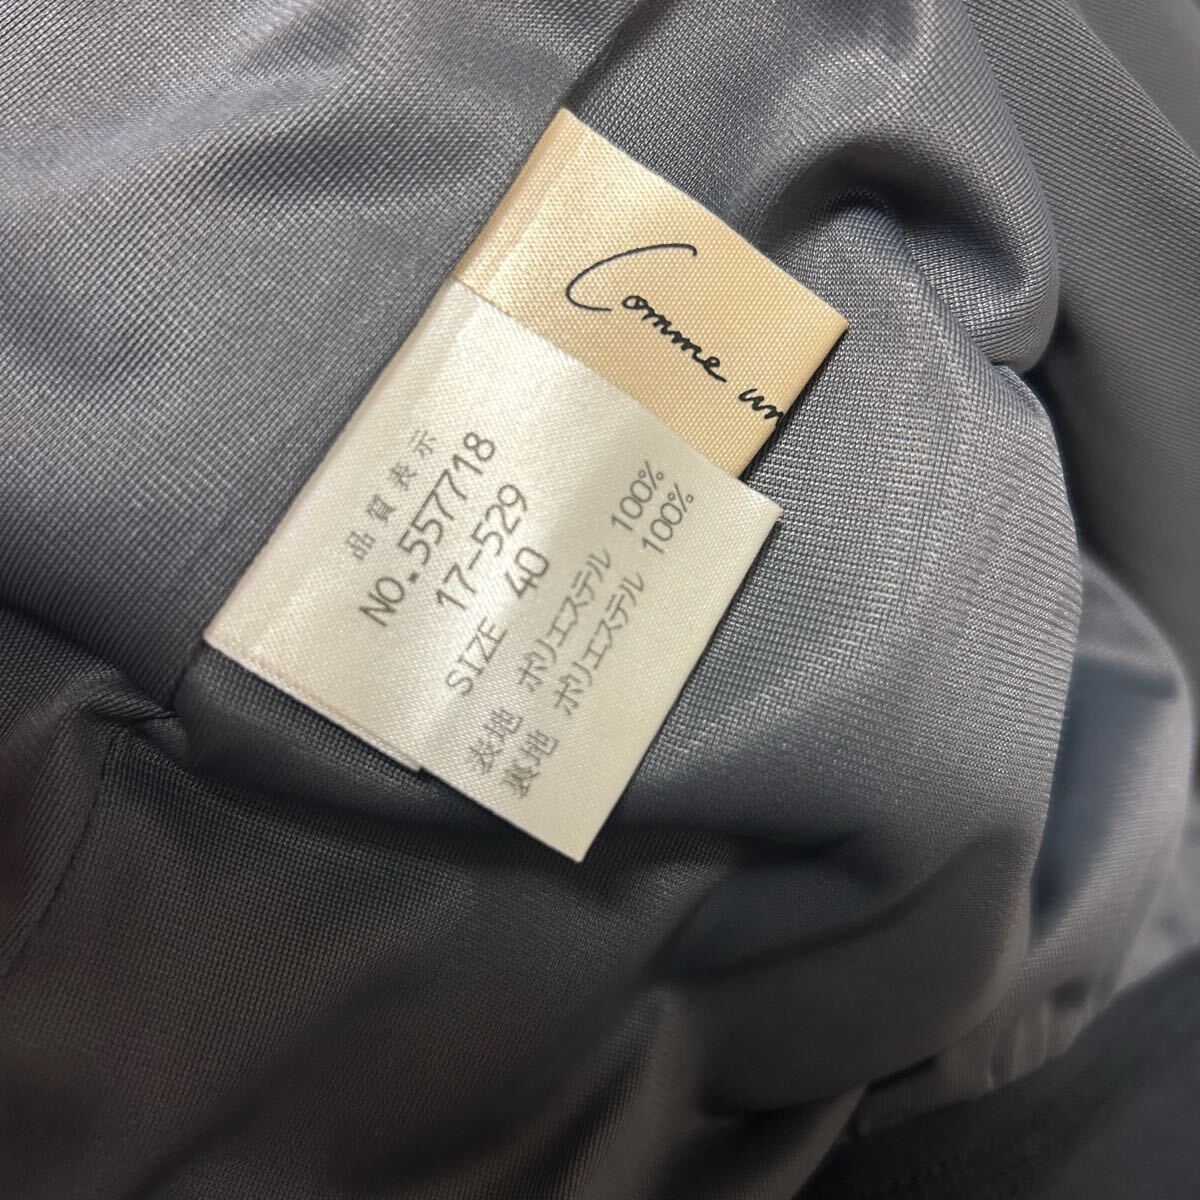 Comme un
品質表示
NO.557718
17-529
SIZE 40
表地 ポリエステル 100%
裏地 ポリエステル 100%